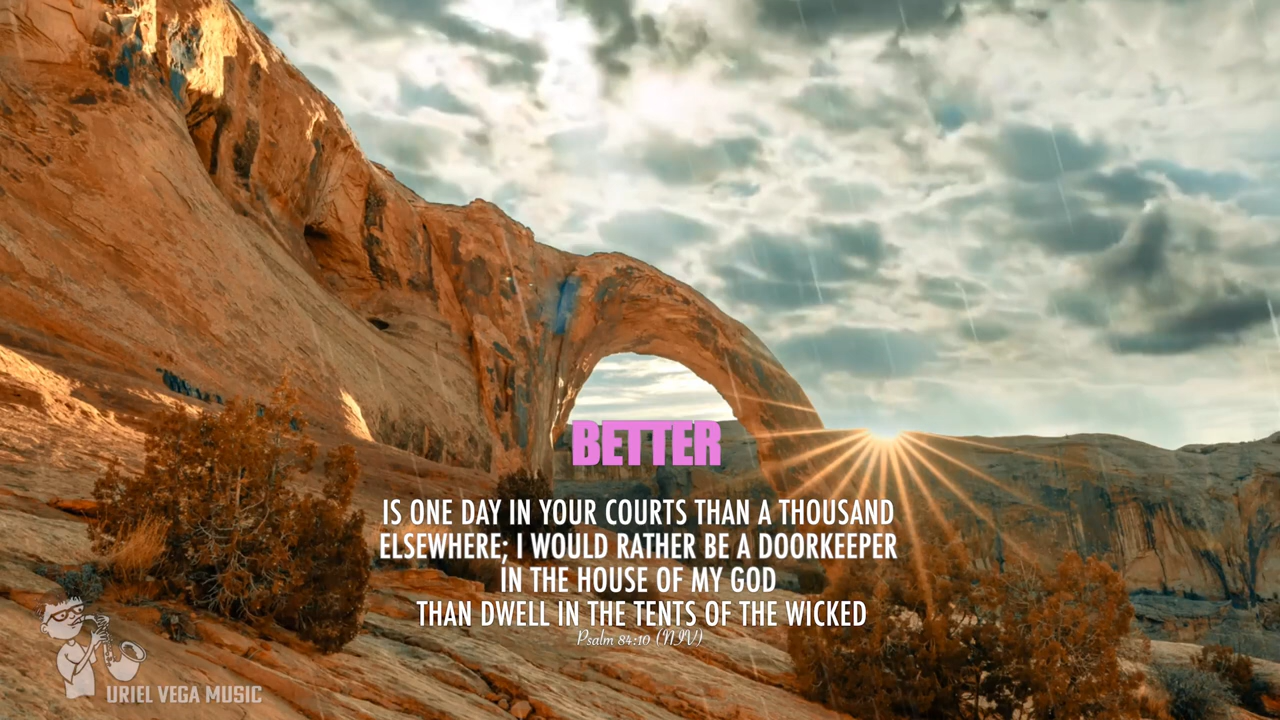 BETTER
IS ONE DAY IN YOUR COURTS THAN A THOUSAND
ELSEWHERE; I WOULD RATHER BE A DOORKEEPER
IN THE HOUSE OF MY GOD
THAN DWELL IN THE TENTS OF THE WICKED
Psalm 84:10 (NIV)
URIEL VEGA MUSIC